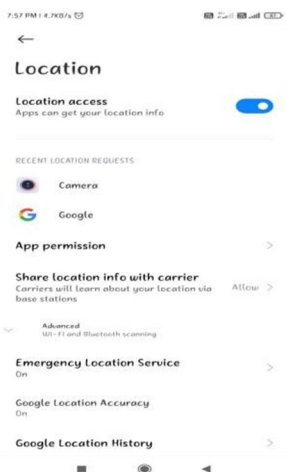 7:57 PM | 4.7KB/s
Location
Location access
Apps can get your location info
RECENT LOCATION REQUESTS
Camera
Google
App permission
Share location info with carrier
Carriers will learn about your location via
base stations
Allow
Advanced
Wi-Fi and Bluetooth scanning
Emergency Location Service
On
Google Location Accuracy
On
Google Location History